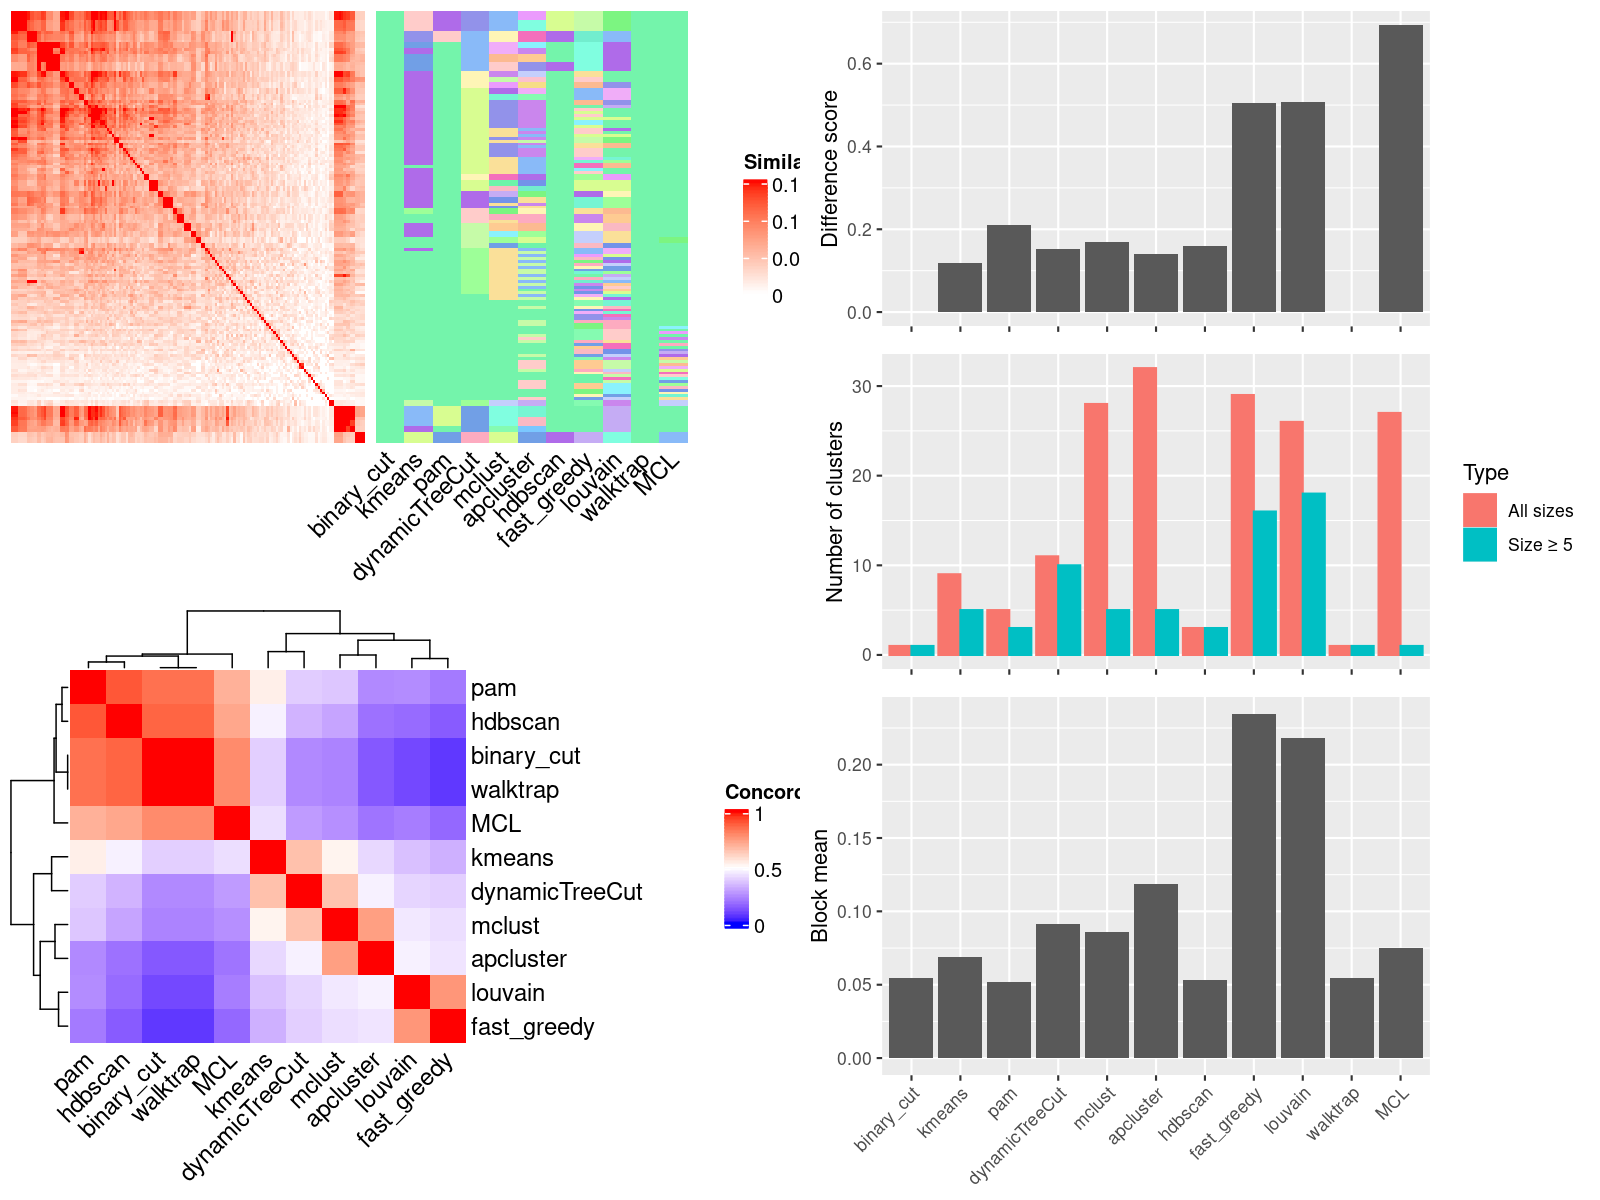 Simila
0.1
0.1
0.0
0
binary_cut
kmeans
pam
dynamicTreeCut
mclust
apcluster
hdbscan
fast_greedy
louvain
walktrap
MCL
pam
hdbscan
binary_cut
walktrap
MCL
kmeans
dynamicTreeCut
mclust
apcluster
louvain
fast_greedy
pam
hdbscan
binary_cut
walktrap
MCL
kmeans
dynamicTreeCut
mclust
apcluster
louvain
fast_greedy
Concord
1
0.5
0
Difference score
0.6
0.4
0.2
0.0
Number of clusters
30
20
10
0
Type
All sizes
Size ≥ 5
Block mean
0.20
0.15
0.10
0.05
0.00
binary_cut
kmeans
pam
dynamicTreeCut
mclust
apcluster
hdbscan
fast_greedy
louvain
walktrap
MCL